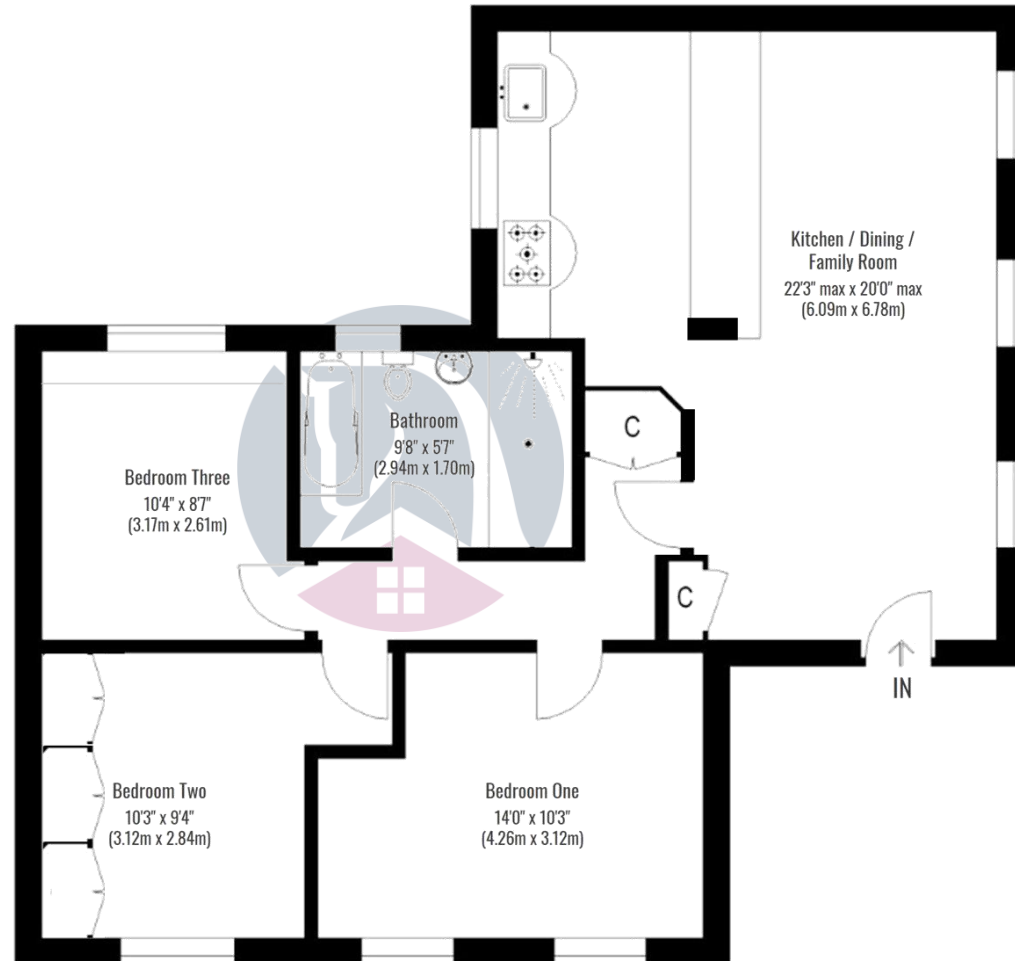 Kitchen / Dining /
Family Room
22'3" max x 20'0" max
(6.09m x 6.78m)
Bathroom
9'8" x 5'7"
(2.94m x 1.70m)
C
Bedroom Three
10'4" x 8'7"
(3.17m x 2.61m)
C
IN
Bedroom Two
10'3" x 9'4"
(3.12m x 2.84m)
Bedroom One
14'0" x 10'3"
(4.26m x 3.12m)